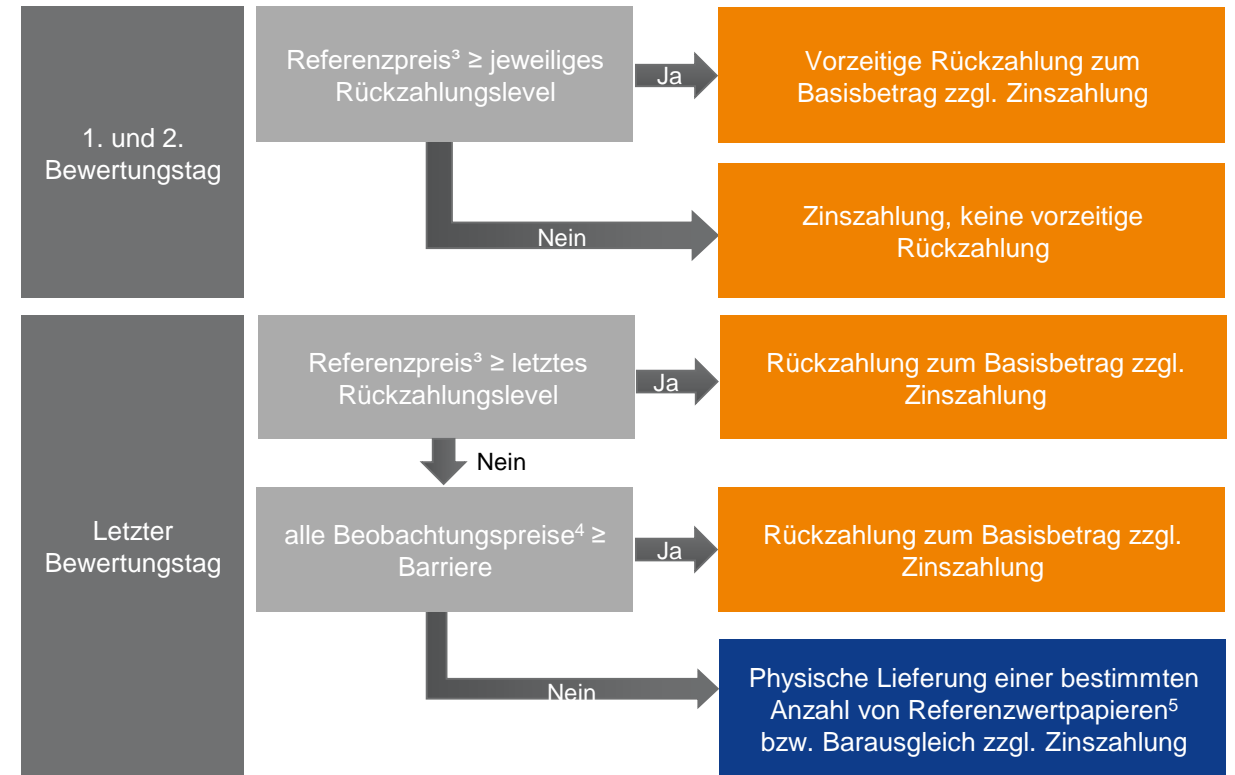 1. und 2.
Bewertungstag
Referenzpreis³ ≥ jeweiliges
Rückzahlungslevel
Ja
Vorzeitige Rückzahlung zum
Basisbetrag zzgl. Zinszahlung
Nein
Zinszahlung, keine vorzeitige
Rückzahlung
Letzter
Bewertungstag
Referenzpreis³ ≥ letztes
Rückzahlungslevel
Ja
Rückzahlung zum Basisbetrag zzgl.
Zinszahlung
Nein
alle Beobachtungspreise⁴ ≥
Barriere
Ja
Rückzahlung zum Basisbetrag zzgl.
Zinszahlung
Nein
Physische Lieferung einer bestimmten
Anzahl von Referenzwertpapieren⁵
bzw. Barausgleich zzgl. Zinszahlung